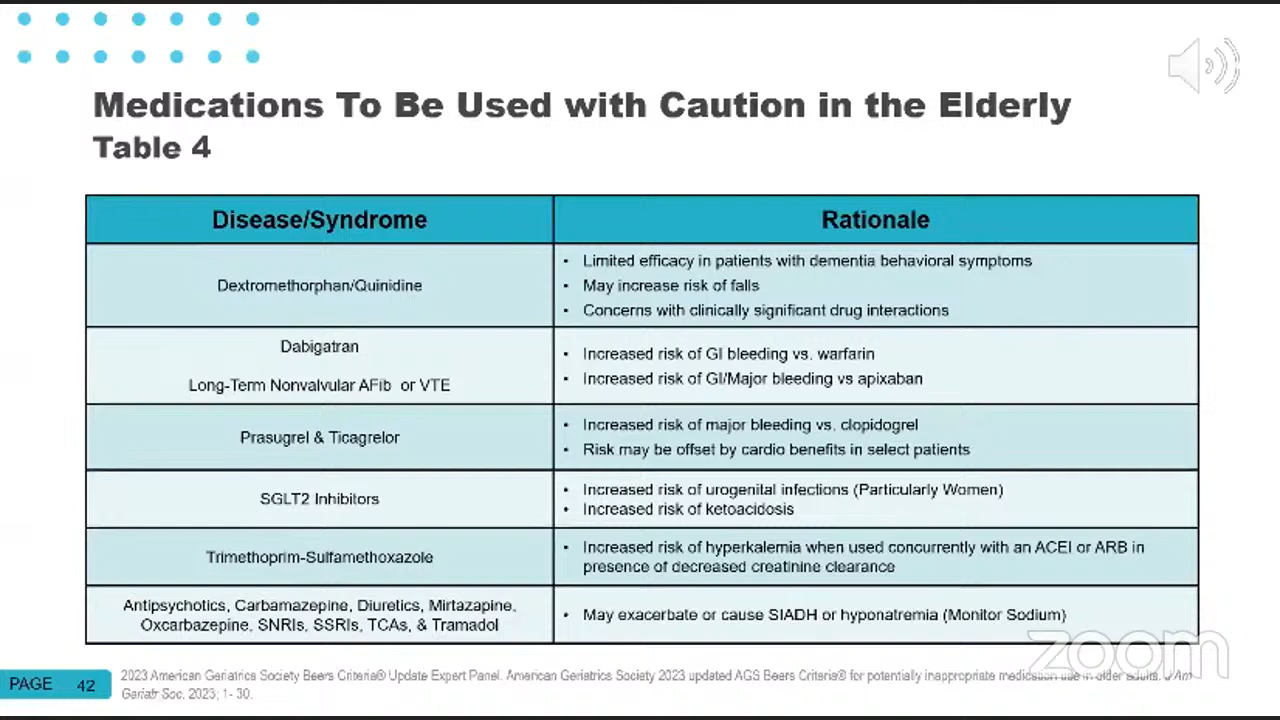 Medications To Be Used with Caution in the Elderly
Table 4
Disease/Syndrome
Rationale
Dextromethorphan/Quinidine
• Limited efficacy in patients with dementia behavioral symptoms
• May increase risk of falls
• Concerns with clinically significant drug interactions
Dabigatran
Long-Term Nonvalvular AFib or VTE
• Increased risk of GI bleeding vs. warfarin
• Increased risk of GI/Major bleeding vs apixaban
Prasugrel & Ticagrelor
• Increased risk of major bleeding vs. clopidogrel
• Risk may be offset by cardio benefits in select patients
SGLT2 Inhibitors
• Increased risk of urogenital infections (Particularly Women)
• Increased risk of ketoacidosis
Trimethoprim-Sulfamethoxazole
• Increased risk of hyperkalemia when used concurrently with an ACEI or ARB in
presence of decreased creatinine clearance
Antipsychotics, Carbamazepine, Diuretics, Mirtazapine,
Oxcarbazepine, SNRIs, SSRIs, TCAs, & Tramadol
• May exacerbate or cause SIADH or hyponatremia (Monitor Sodium)
zoom
PAGE 42
2023 American Geriatrics Society Beers Criteria® Update Expert Panel. American Geriatrics Society 2023 updated AGS Beers Criteria® for potentially inappropriate medication use in older adults. J Am
Geriatr Soc. 2023; 1- 30.